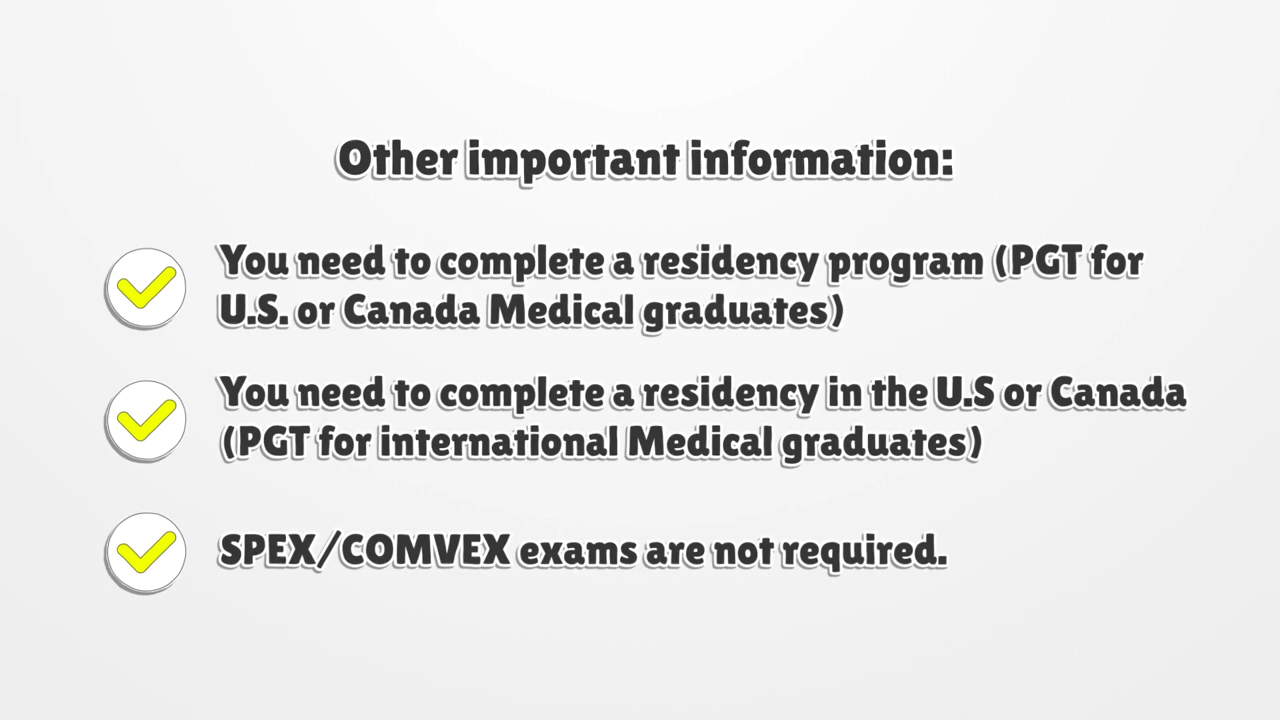 Other important information:
You need to complete a residency program (PGT for
U.S. or Canada Medical graduates)
You need to complete a residency in the U.S or Canada
(PGT for international Medical graduates)
SPEX/COMVEX exams are not required.